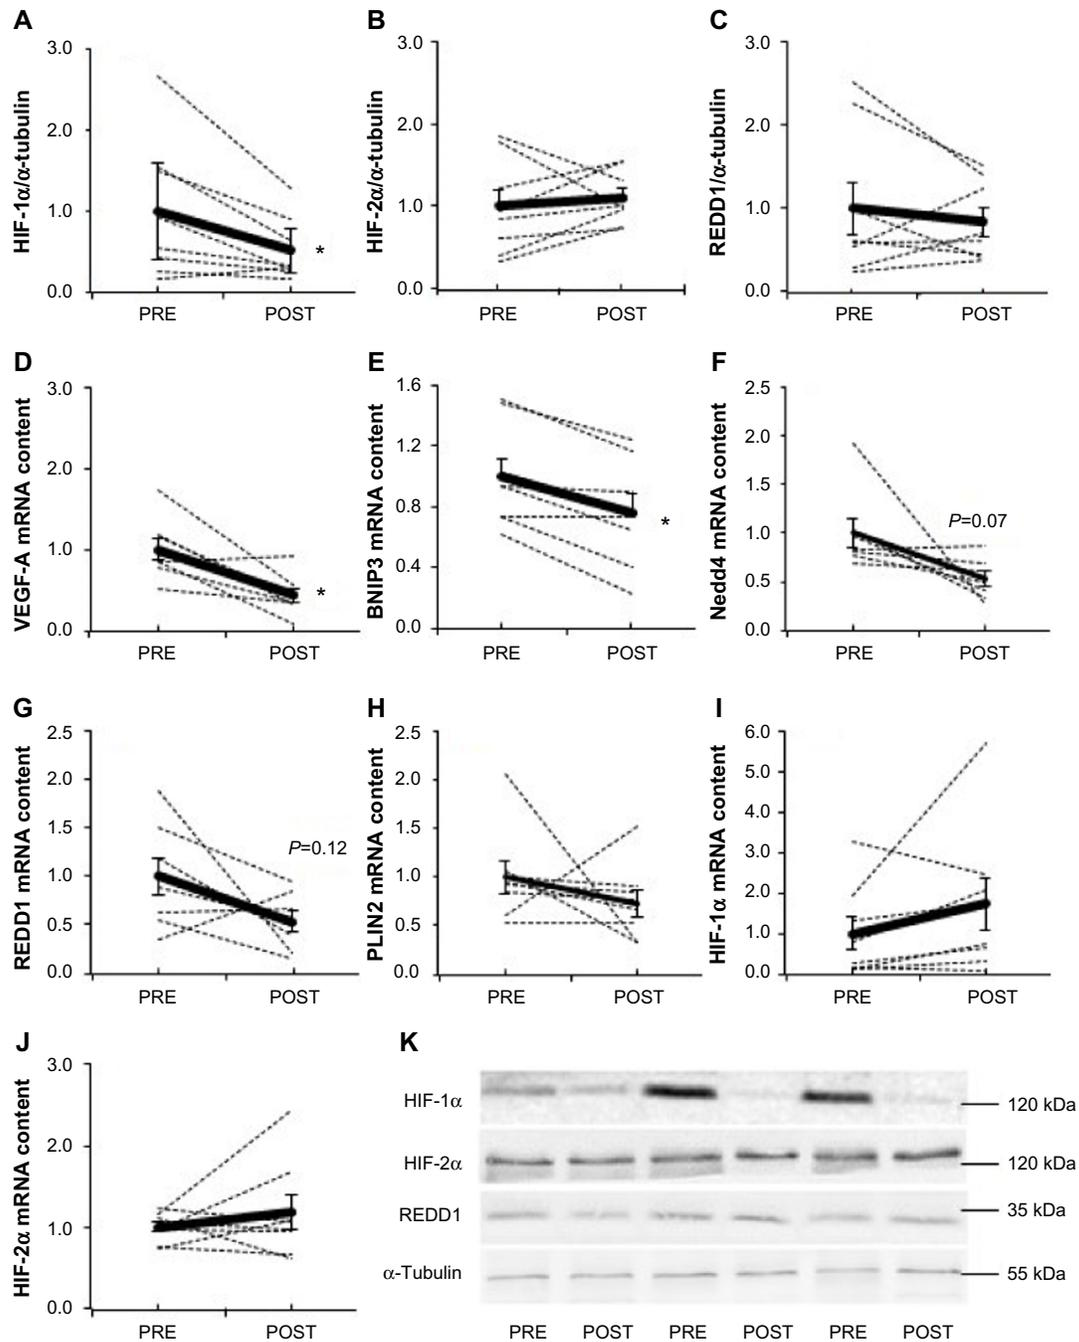 A
HIF-1α/α-tubulin
3.0
2.0
1.0
0.0
*
PRE POST
B
HIF-2α/α-tubulin
3.0
2.0
1.0
0.0
PRE POST
C
REDD1/α-tubulin
3.0
2.0
1.0
0.0
PRE POST
D
VEGF-A mRNA content
3.0
2.0
1.0
0.0
*
PRE POST
E
BNIP3 mRNA content
1.6
1.2
0.8
0.4
0.0
*
PRE POST
F
Nedd4 mRNA content
2.5
2.0
1.5
1.0
0.5
0.0
P=0.07
PRE POST
G
REDD1 mRNA content
2.5
2.0
1.5
1.0
0.5
0.0
P=0.12
PRE POST
H
PLIN2 mRNA content
2.5
2.0
1.5
1.0
0.5
0.0
PRE POST
I
HIF-1α mRNA content
6.0
5.0
4.0
3.0
2.0
1.0
0.0
PRE POST
J
HIF-2α mRNA content
3.0
2.0
1.0
0.0
PRE POST
K
HIF-1α 120 kDa
HIF-2α 120 kDa
REDD1 35 kDa
α-Tubulin 55 kDa
PRE POST PRE POST PRE POST